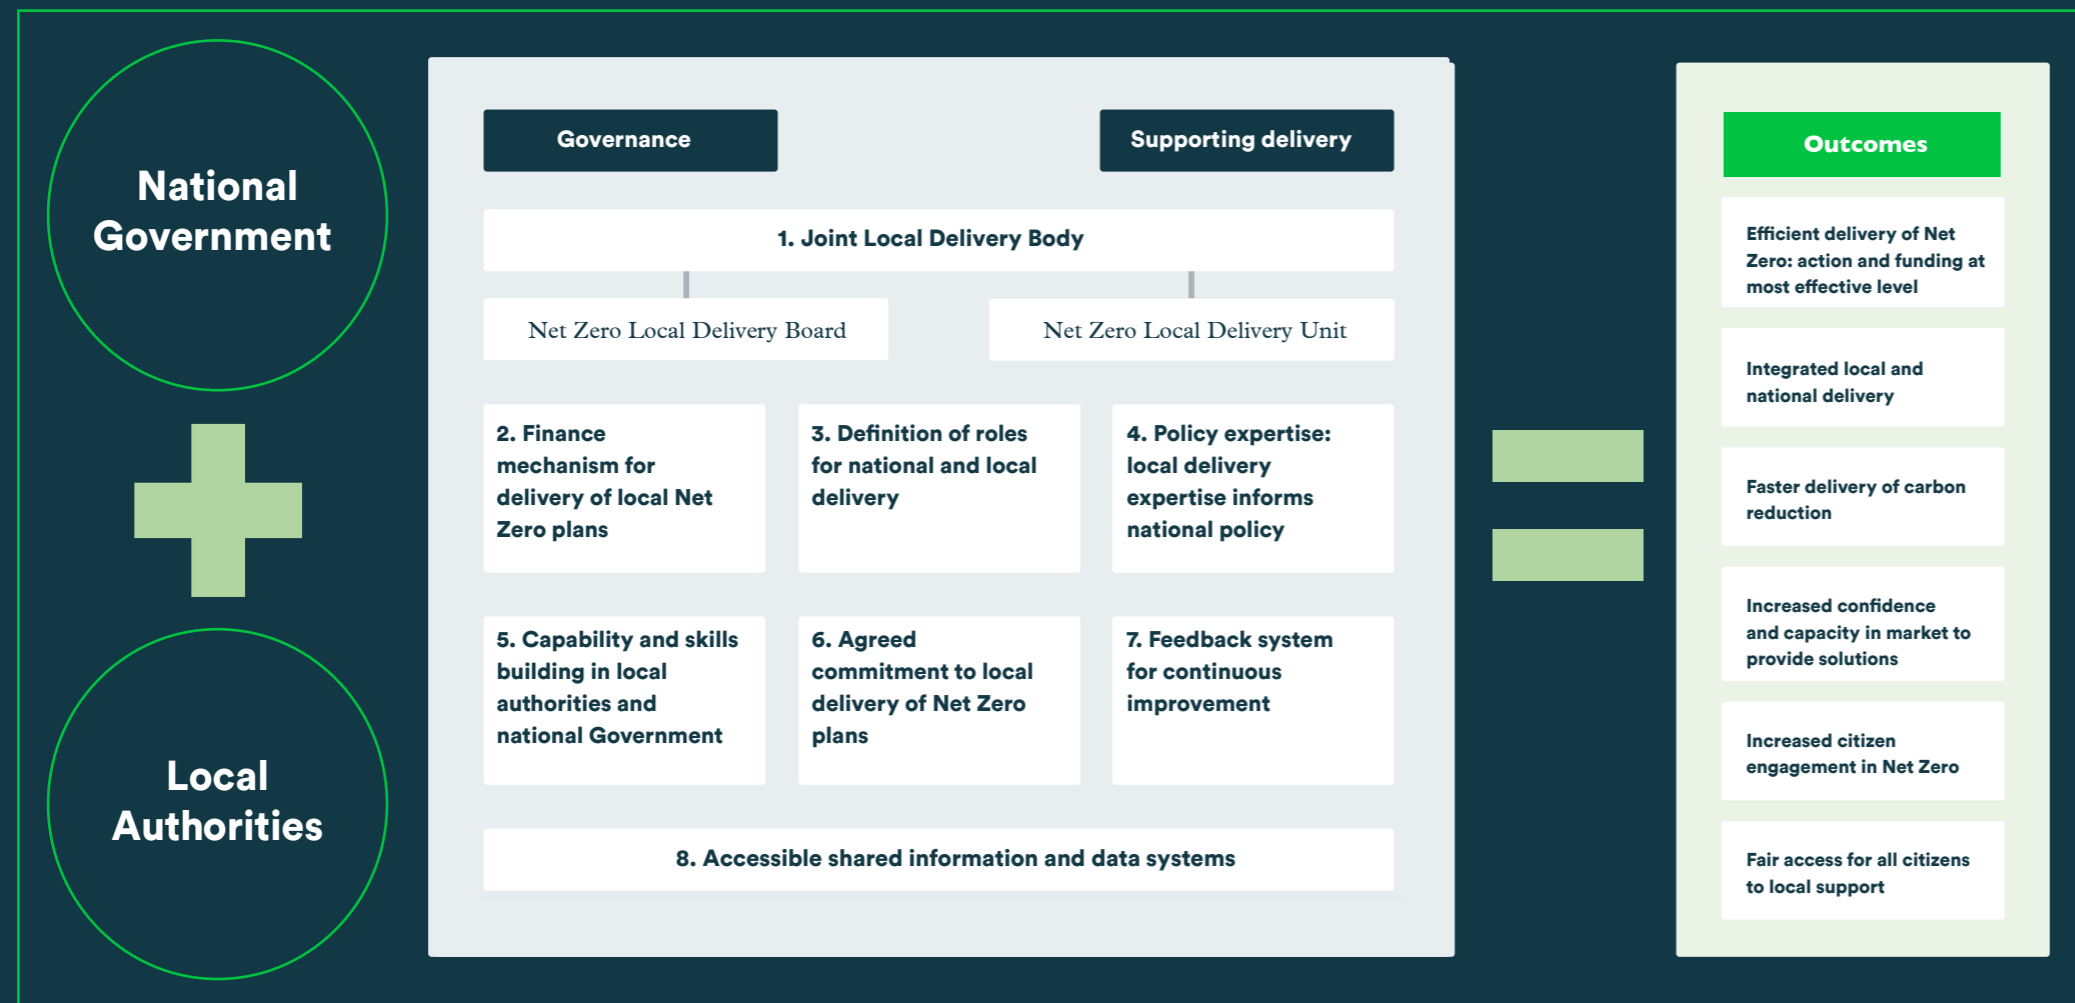 National
Government
Local
Authorities
Governance
Supporting delivery
1. Joint Local Delivery Body
Net Zero Local Delivery Board
Net Zero Local Delivery Unit
2. Finance
mechanism for
delivery of local Net
Zero plans
3. Definition of roles
for national and local
delivery
4. Policy expertise:
local delivery
expertise informs
national policy
5. Capability and skills
building in local
authorities and
national Government
6. Agreed
commitment to local
delivery of Net Zero
plans
7. Feedback system
for continuous
improvement
8. Accessible shared information and data systems
Outcomes
Efficient delivery of Net
Zero: action and funding at
most effective level
Integrated local and
national delivery
Faster delivery of carbon
reduction
Increased confidence
and capacity in market to
provide solutions
Increased citizen
engagement in Net Zero
Fair access for all citizens
to local support